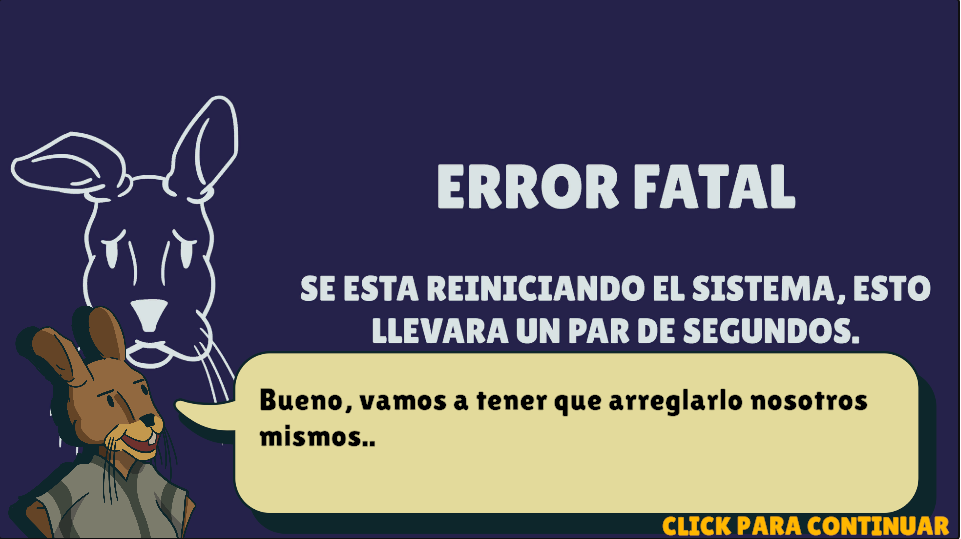 ERROR FATAL
SE ESTA REINICIANDO EL SISTEMA, ESTO
LLEVARA UN PAR DE SEGUNDOS.
Bueno, vamos a tener que arreglarlo nosotros
mismos..
CLICK PARA CONTINUAR